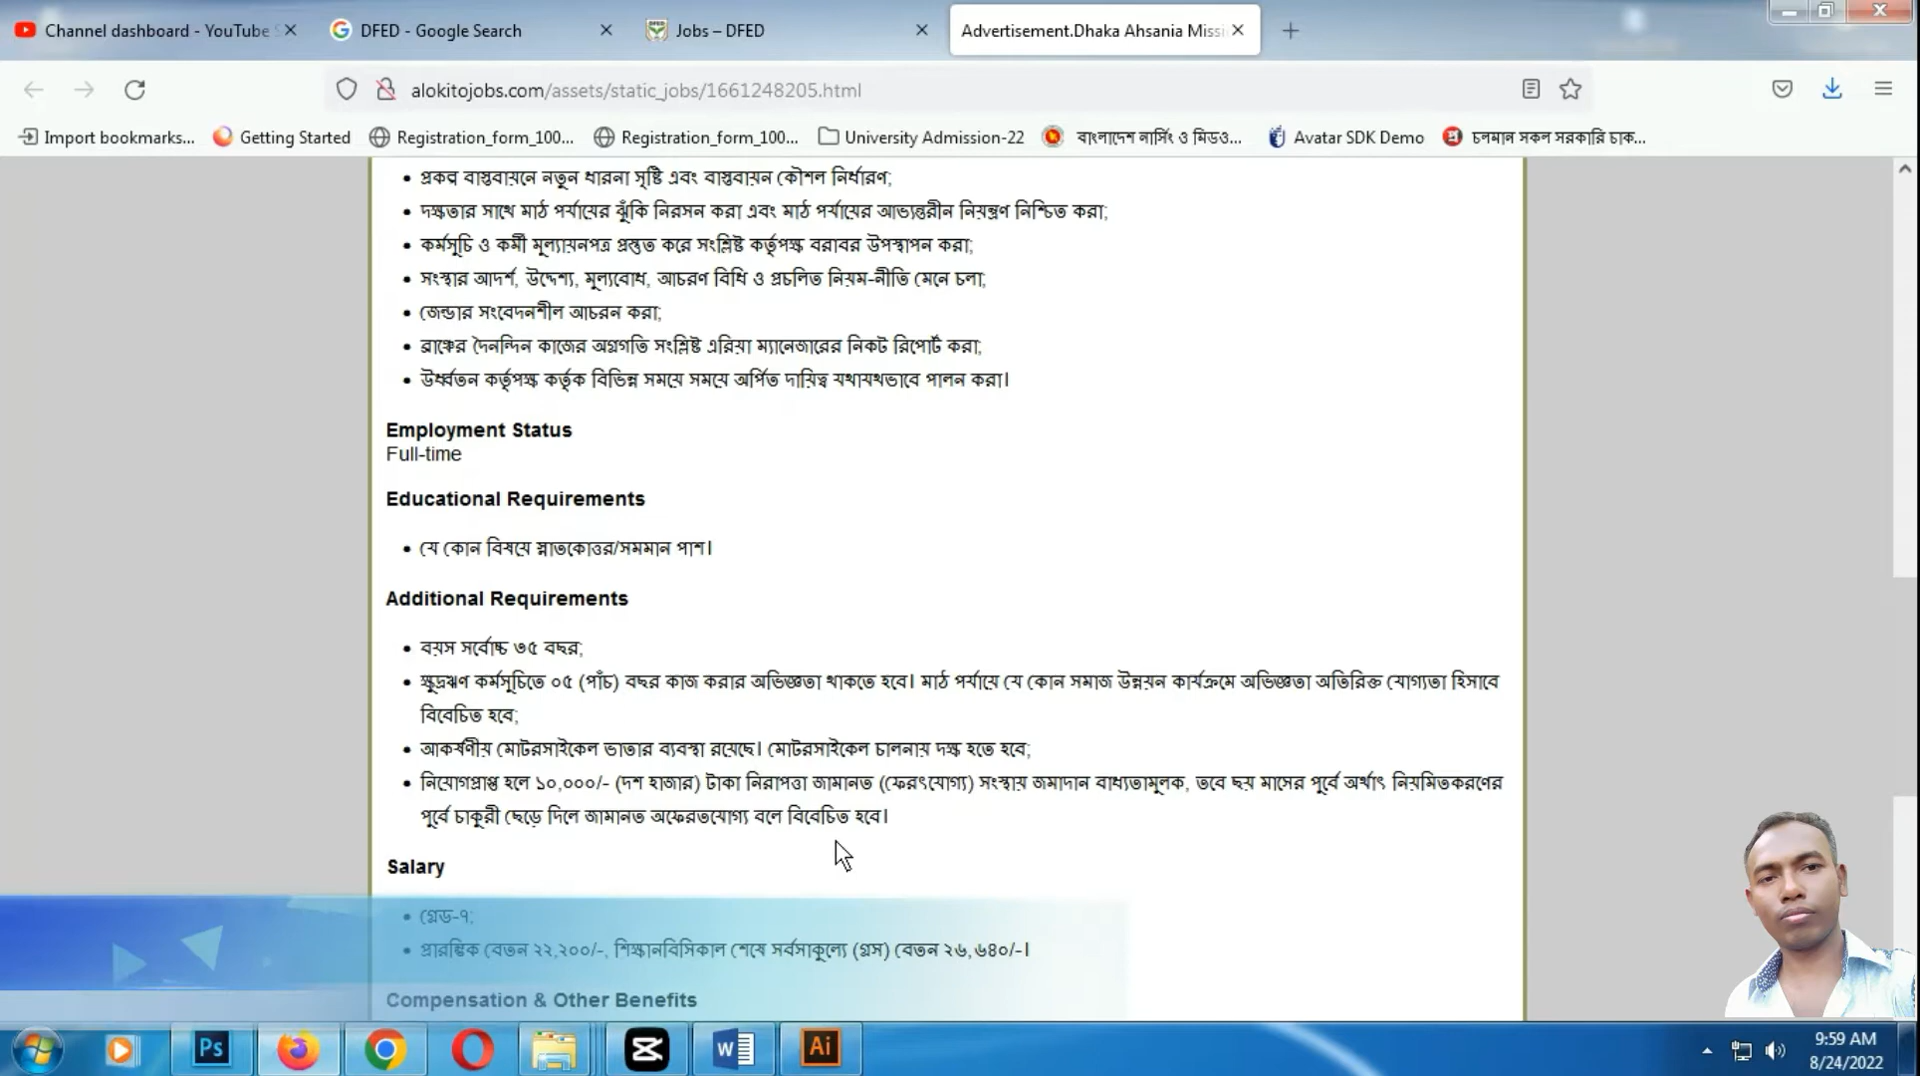 Channel dashboard - YouTube S
DFED - Google Search
Jobs – DFED
Advertisement.Dhaka Ahsania Missi
alokitojobs.com/assets/static_jobs/1661248205.html
Import bookmarks...
Getting Started
Registration_form_100...
Registration_form_100...
University Admission-22
বাংলাদেশ নার্সিং ও মিডও...
Avatar SDK Demo
চলমান সকল সরকারি চাক...
• প্রকল্প বাস্তবায়নে নতুন ধারনা সৃষ্টি এবং বাস্তবায়ন কৌশল নির্ধারণ;
• দক্ষতার সাথে মাঠ পর্যায়ের ঝুঁকি নিরসন করা এবং মাঠ পর্যায়ের আভ্যন্তরীন নিয়ন্ত্রণ নিশ্চিত করা;
• কর্মসূচি ও কর্মী মূল্যায়নপত্র প্রস্তুত করে সংশ্লিষ্ট কর্তৃপক্ষ বরাবর উপস্থাপন করা;
• সংস্থার আদর্শ, উদ্দেশ্য, মূল্যবোধ, আচরণ বিধি ও প্রচলিত নিয়ম-নীতি মেনে চলা;
• জেন্ডার সংবেদনশীল আচরন করা;
• ব্রাঞ্চের দৈনন্দিন কাজের অগ্রগতি সংশ্লিষ্ট এরিয়া ম্যানেজারের নিকট রিপোর্ট করা;
• উর্ধ্বতন কর্তৃপক্ষ কর্তৃক বিভিন্ন সময়ে সময়ে অর্পিত দায়িত্ব যথাযথভাবে পালন করা।
Employment Status
Full-time
Educational Requirements
• যে কোন বিষয়ে স্নাতকোত্তর/সমমান পাশ।
Additional Requirements
• বয়স সর্বোচ্চ ৩৫ বছর;
• ক্ষুদ্রঋণ কর্মসূচিতে ০৫ (পাঁচ) বছর কাজ করার অভিজ্ঞতা থাকতে হবে। মাঠ পর্যায়ে যে কোন সমাজ উন্নয়ন কার্যক্রমে অভিজ্ঞতা অতিরিক্ত যোগ্যতা হিসাবে
বিবেচিত হবে;
• আকর্ষণীয় মোটরসাইকেল ভাতার ব্যবস্থা রয়েছে। মোটরসাইকেল চালনায় দক্ষ হতে হবে;
• নিয়োগপ্রাপ্ত হলে ১০,০০০/- (দশ হাজার) টাকা নিরাপত্তা জামানত (ফেরৎযোগ্য) সংস্থায় জমাদান বাধ্যতামূলক, তবে ছয় মাসের পূর্বে অর্থাৎ নিয়মিতকরণের
পূর্বে চাকুরী ছেড়ে দিলে জামানত অফেরতযোগ্য বলে বিবেচিত হবে।
Salary
• গ্রেড-৭;
• প্রারম্ভিক বেতন ২২,২০০/-, শিক্ষানবিসিকাল শেষে সর্বসাকুল্যে (গ্রস) বেতন ২৬,৬৪০/-।
Compensation & Other Benefits
Ps
W
Ai
9:59 AM
8/24/2022